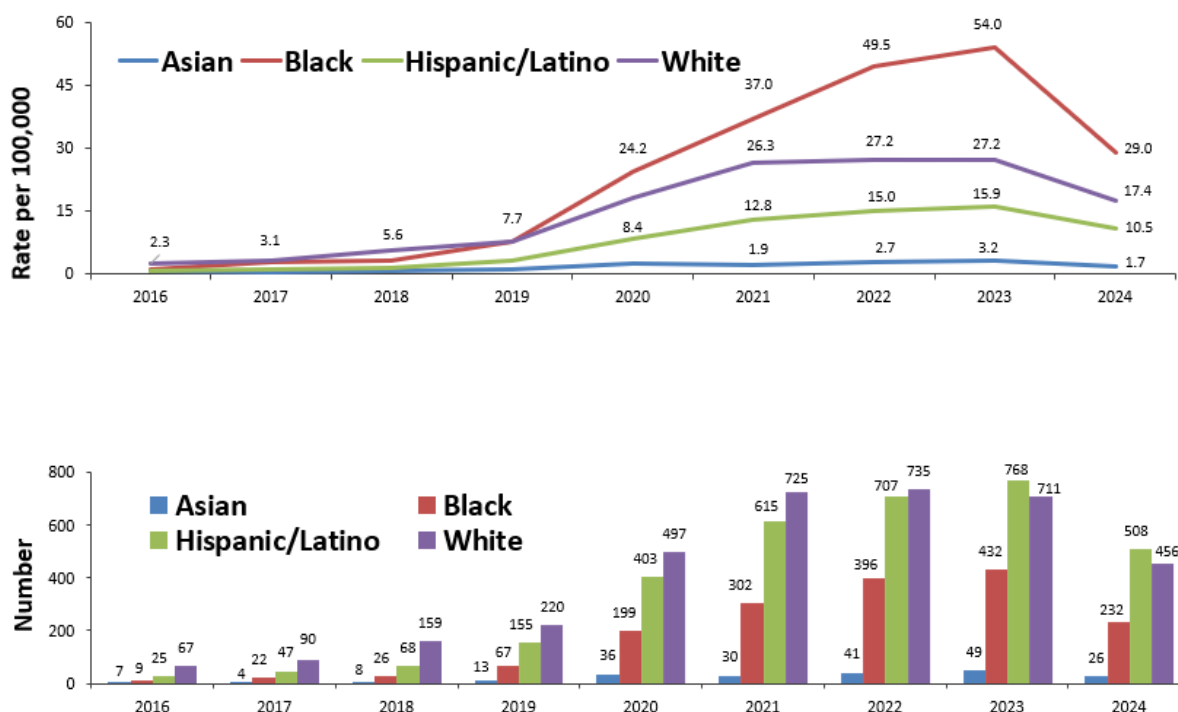 60
45
30
15
0
Rate per 100,000
Asian Black Hispanic/Latino White
2.3 3.1 5.6 7.7 24.2 37.0 49.5 54.0 29.0
26.3 27.2 27.2 17.4
8.4 12.8 15.0 15.9 10.5
1.9 2.7 3.2 1.7
2016 2017 2018 2019 2020 2021 2022 2023 2024
800
600
400
200
0
Number
Asian Black
Hispanic/Latino White
7 9 25 67
4 22 47 90
8 26 68 159
13 67 155 220
36 199 403 497
30 302 615 725
41 396 707 735
49 432 768 711
26 232 508 456
2016 2017 2018 2019 2020 2021 2022 2023 2024